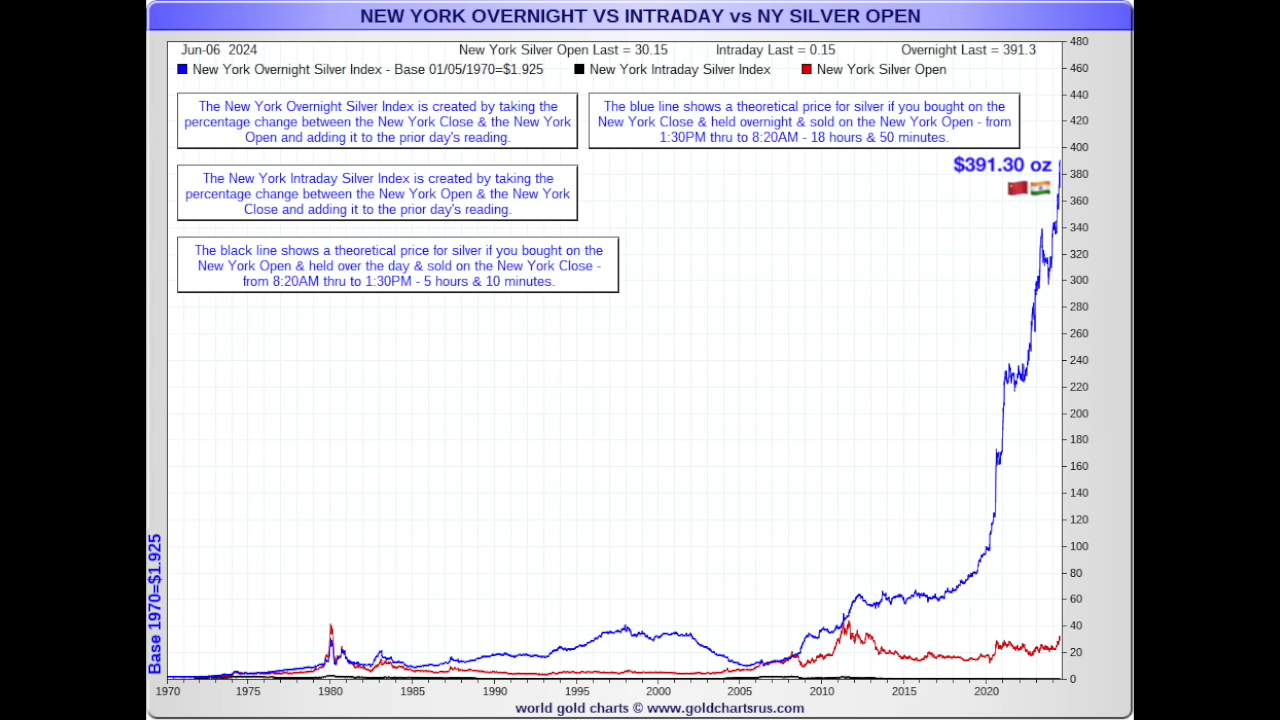 NEW YORK OVERNIGHT VS INTRADAY vs NY SILVER OPEN
Jun-06 2024 New York Silver Open Last = 30.15 Intraday Last = 0.15 Overnight Last = 391.3
New York Overnight Silver Index - Base 01/05/1970=$1.925 New York Intraday Silver Index New York Silver Open
The New York Overnight Silver Index is created by taking the
percentage change between the New York Close & the New York
Open and adding it to the prior day's reading.
The blue line shows a theoretical price for silver if you bought on the
New York Close & held overnight & sold on the New York Open - from
1:30PM thru to 8:20AM - 18 hours & 50 minutes.
The New York Intraday Silver Index is created by taking the
percentage change between the New York Open & the New York
Close and adding it to the prior day's reading.
The black line shows a theoretical price for silver if you bought on the
New York Open & held over the day & sold on the New York Close -
from 8:20AM thru to 1:30PM - 5 hours & 10 minutes.
$391.30 oz
480
460
440
420
400
380
360
340
320
300
280
260
240
220
200
180
160
140
120
100
80
60
40
20
0
Base 1970=$1.925
1970 1975 1980 1985 1990 1995 2000 2005 2010 2015 2020
world gold charts © www.goldchartsrus.com